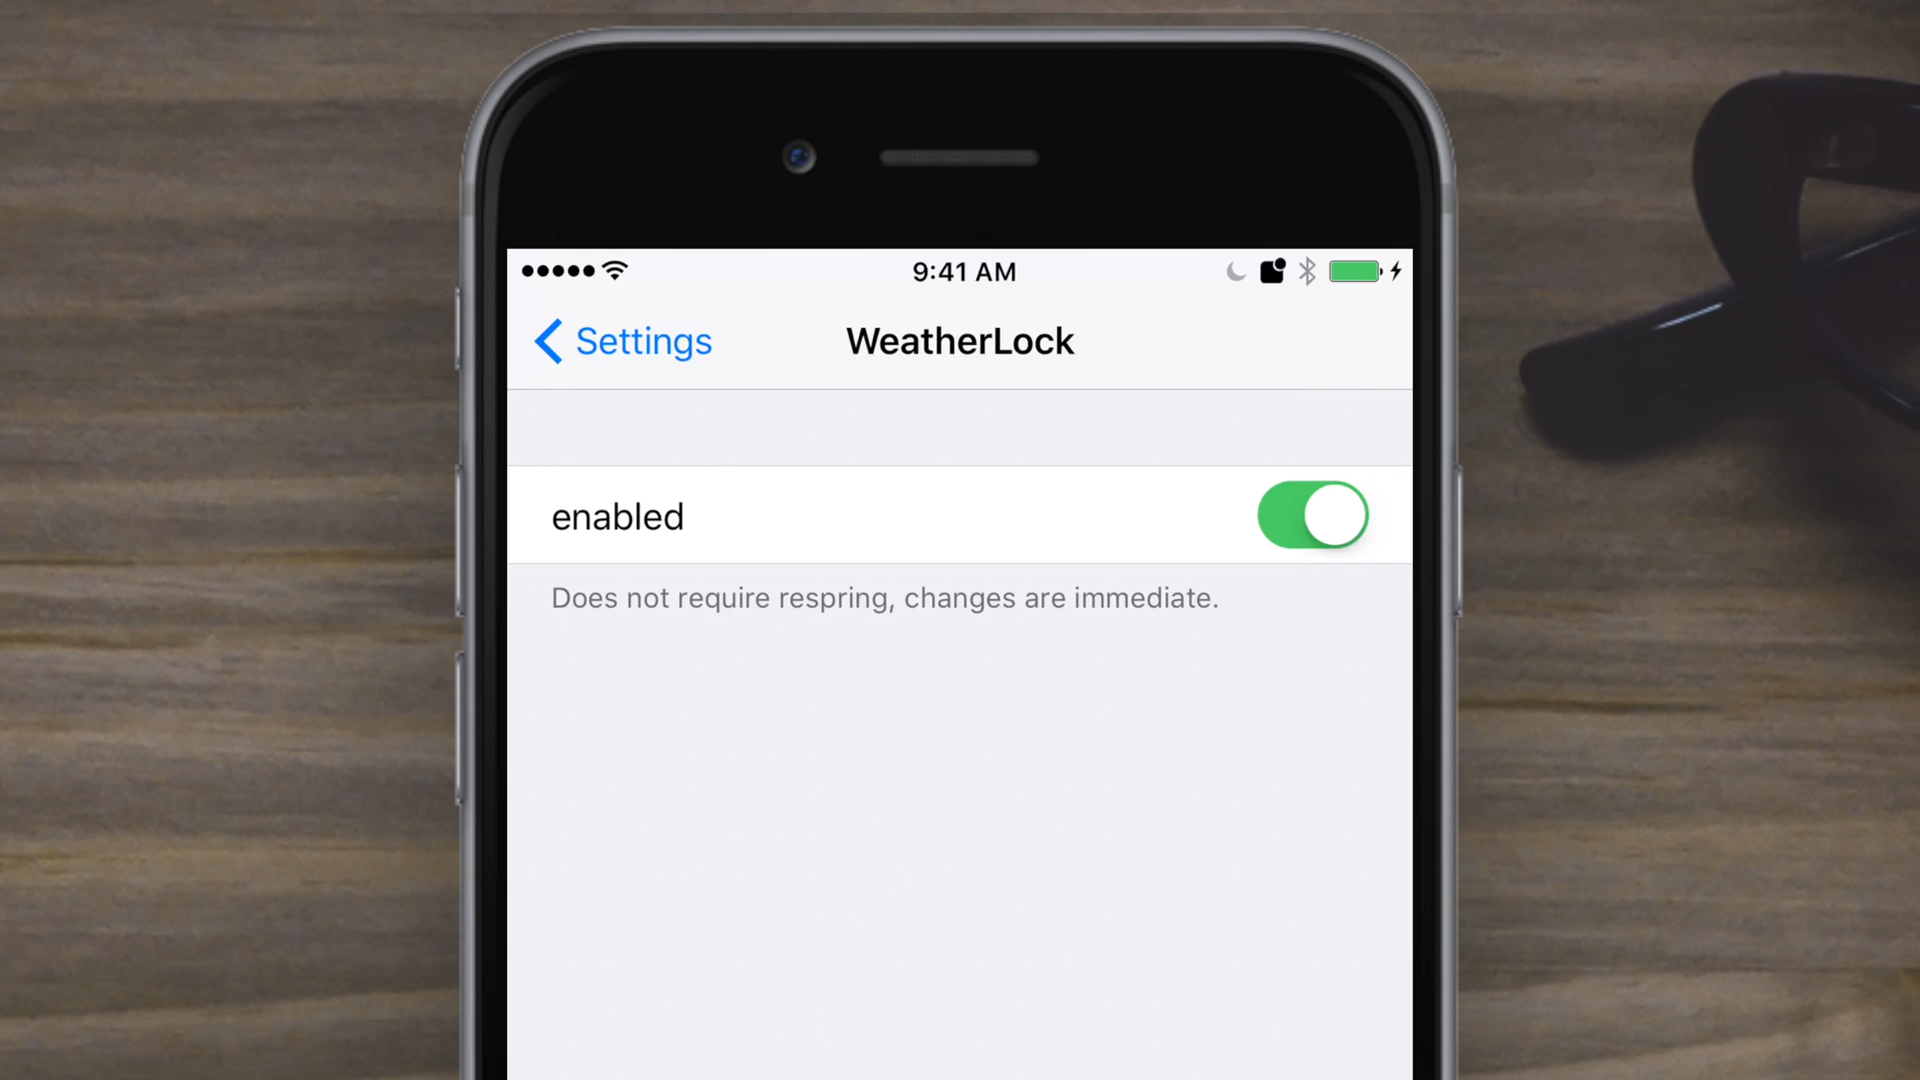 9:41 AM
Settings
WeatherLock
enabled
Does not require respring, changes are immediate.